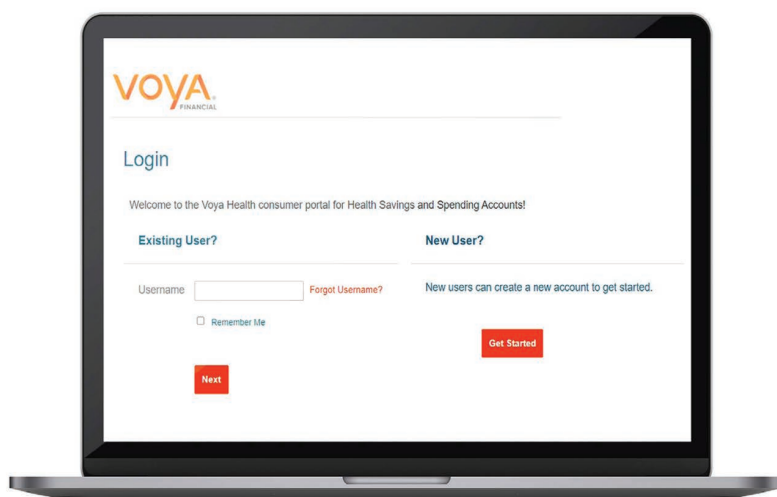 VOYA
FINANCIAL
Login
Welcome to the Voya Health consumer portal for Health Savings and Spending Accounts!
Existing User?
New User?
Username
Forgot Username?
New users can create a new account to get started.
Remember Me
Get Started
Next